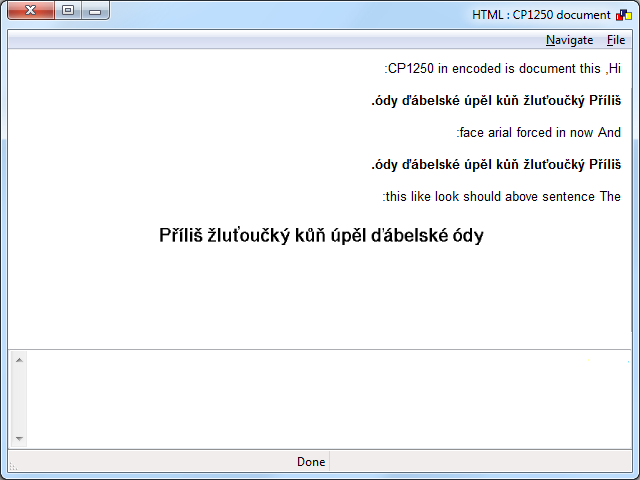 HTML : CP1250 document
Navigate File
:CP1250 in encoded is document this ,Hi
.ódy ďábelské úpěl kůň žluťoučký Příliš
:face arial forced in now And
.ódy ďábelské úpěl kůň žluťoučký Příliš
:this like look should above sentence The
Příliš žluťoučký kůň úpěl ďábelské ódy
Done